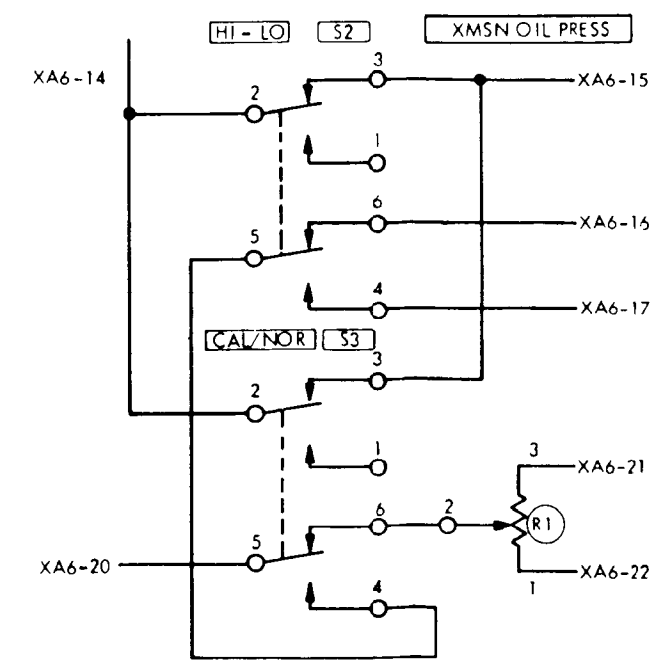 HI - LO S2 XMSN OIL PRESS
XA6-14
3
XA6-15
2
1
6
XA6-16
5
4
XA6-17
CAL/NOR S3
3
2
1
3
XA6-21
6
2
R1
5
XA6-20
4
1
XA6-22